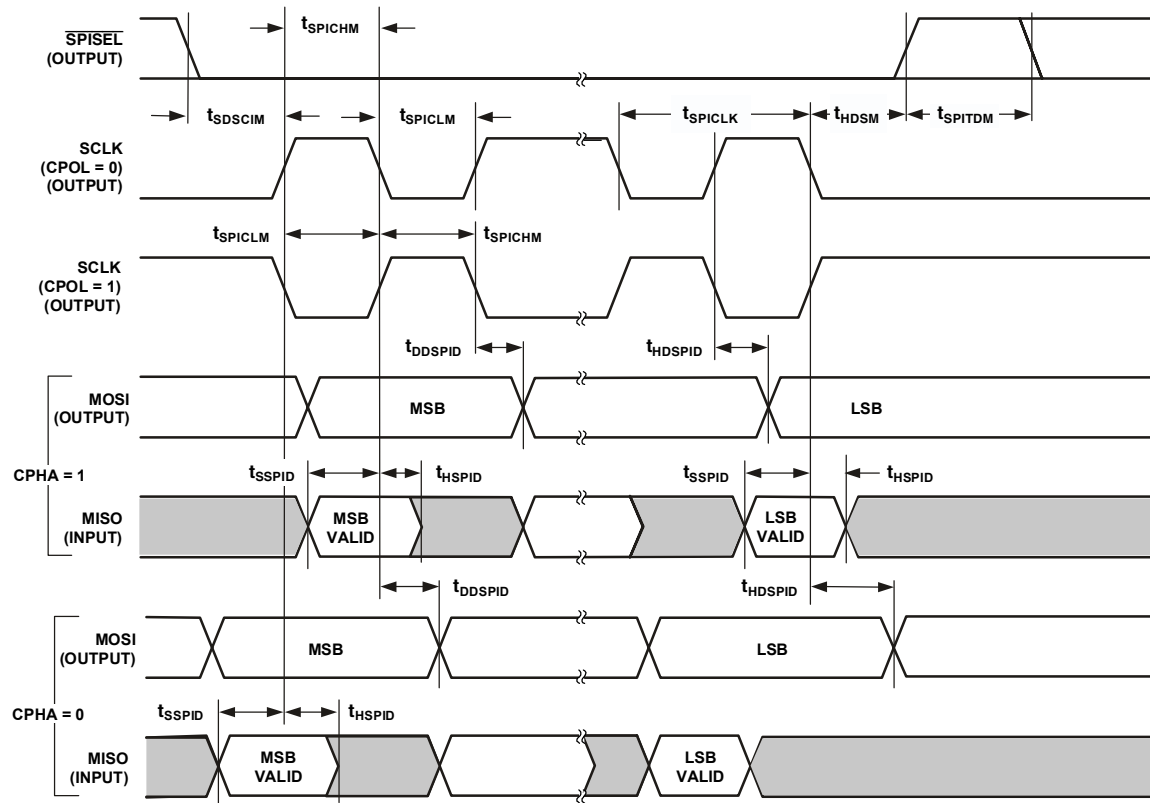 SPISEL
(OUTPUT)
tSPICHM
tSDSCIM
tSPICLM
tSPICLK
tHDSM
tSPITDM
SCLK
(CPOL = 0)
(OUTPUT)
tSPICLM
tSPICHM
SCLK
(CPOL = 1)
(OUTPUT)
tDDSPID
tHDSPID
CPHA = 1
MOSI
(OUTPUT)
MSB
LSB
tSSPID
tHSPID
tSSPID
tHSPID
MISO
(INPUT)
MSB
VALID
LSB
VALID
tDDSPID
tHDSPID
CPHA = 0
MOSI
(OUTPUT)
MSB
LSB
tSSPID
tHSPID
MISO
(INPUT)
MSB
VALID
LSB
VALID